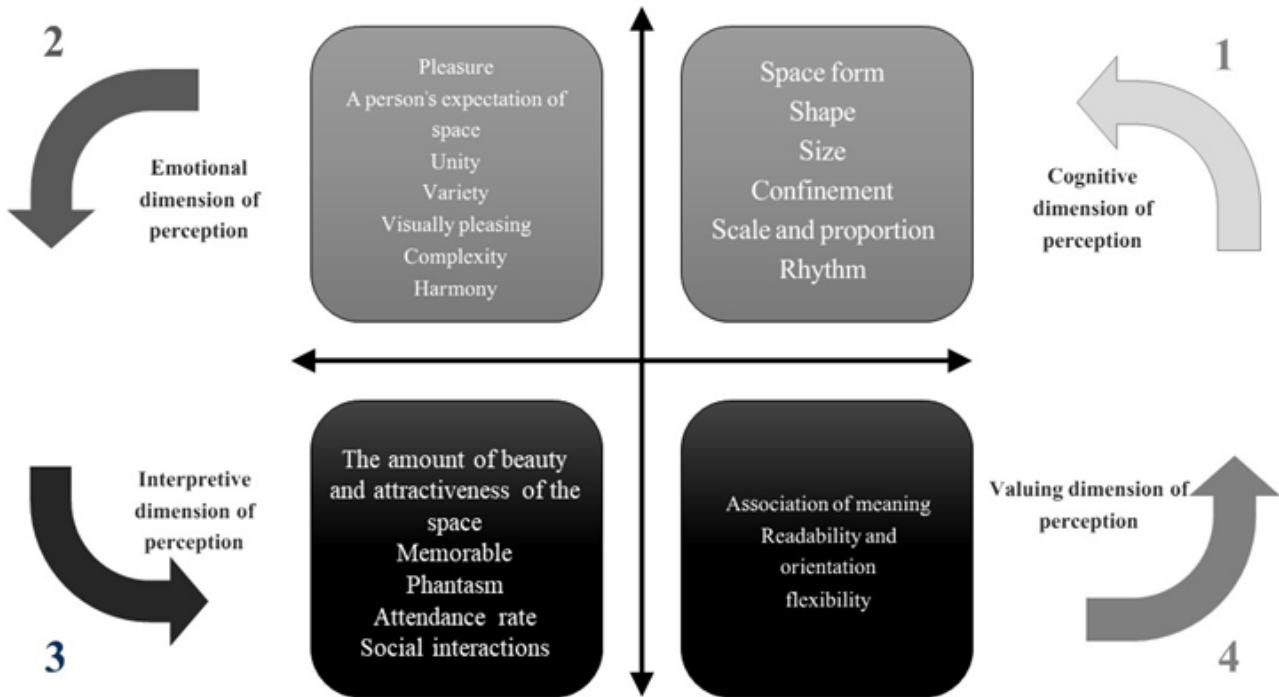 1
Cognitive
dimension of
perception
Space form
Shape
Size
Confinement
Scale and proportion
Rhythm
2
Emotional
dimension of
perception
Pleasure
A person's expectation of
space
Unity
Variety
Visually pleasing
Complexity
Harmony
3
Interpretive
dimension of
perception
The amount of beauty
and attractiveness of the
space
Memorable
Phantasm
Attendance rate
Social interactions
4
Valuing dimension of
perception
Association of meaning
Readability and
orientation
flexibility